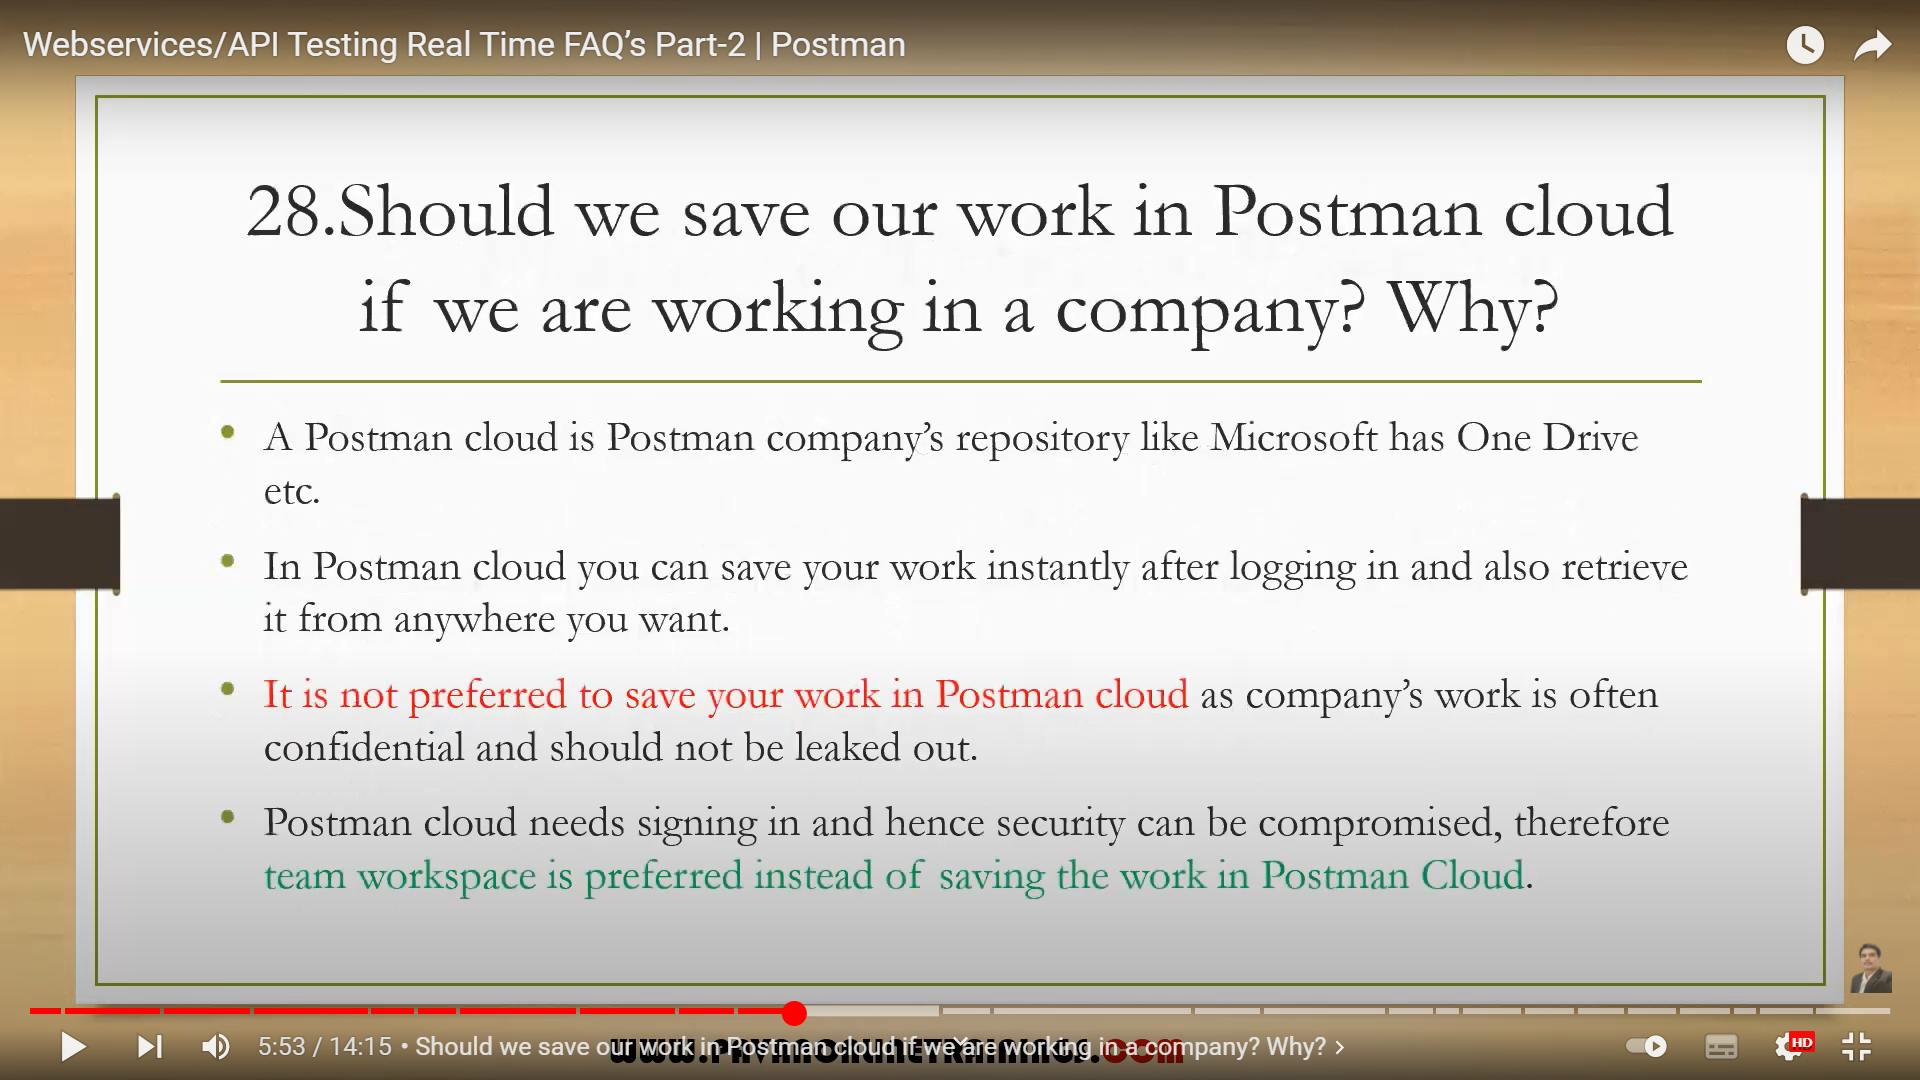 Webservices/API Testing Real Time FAQ’s Part-2 | Postman
28.Should we save our work in Postman cloud
if we are working in a company? Why?
A Postman cloud is Postman company’s repository like Microsoft has One Drive
etc.
In Postman cloud you can save your work instantly after logging in and also retrieve
it from anywhere you want.
It is not preferred to save your work in Postman cloud as company’s work is often
confidential and should not be leaked out.
Postman cloud needs signing in and hence security can be compromised, therefore
team workspace is preferred instead of saving the work in Postman Cloud.
5:53 / 14:15 • Should we save our work in Postman cloud if we are working in a company? Why?
HD